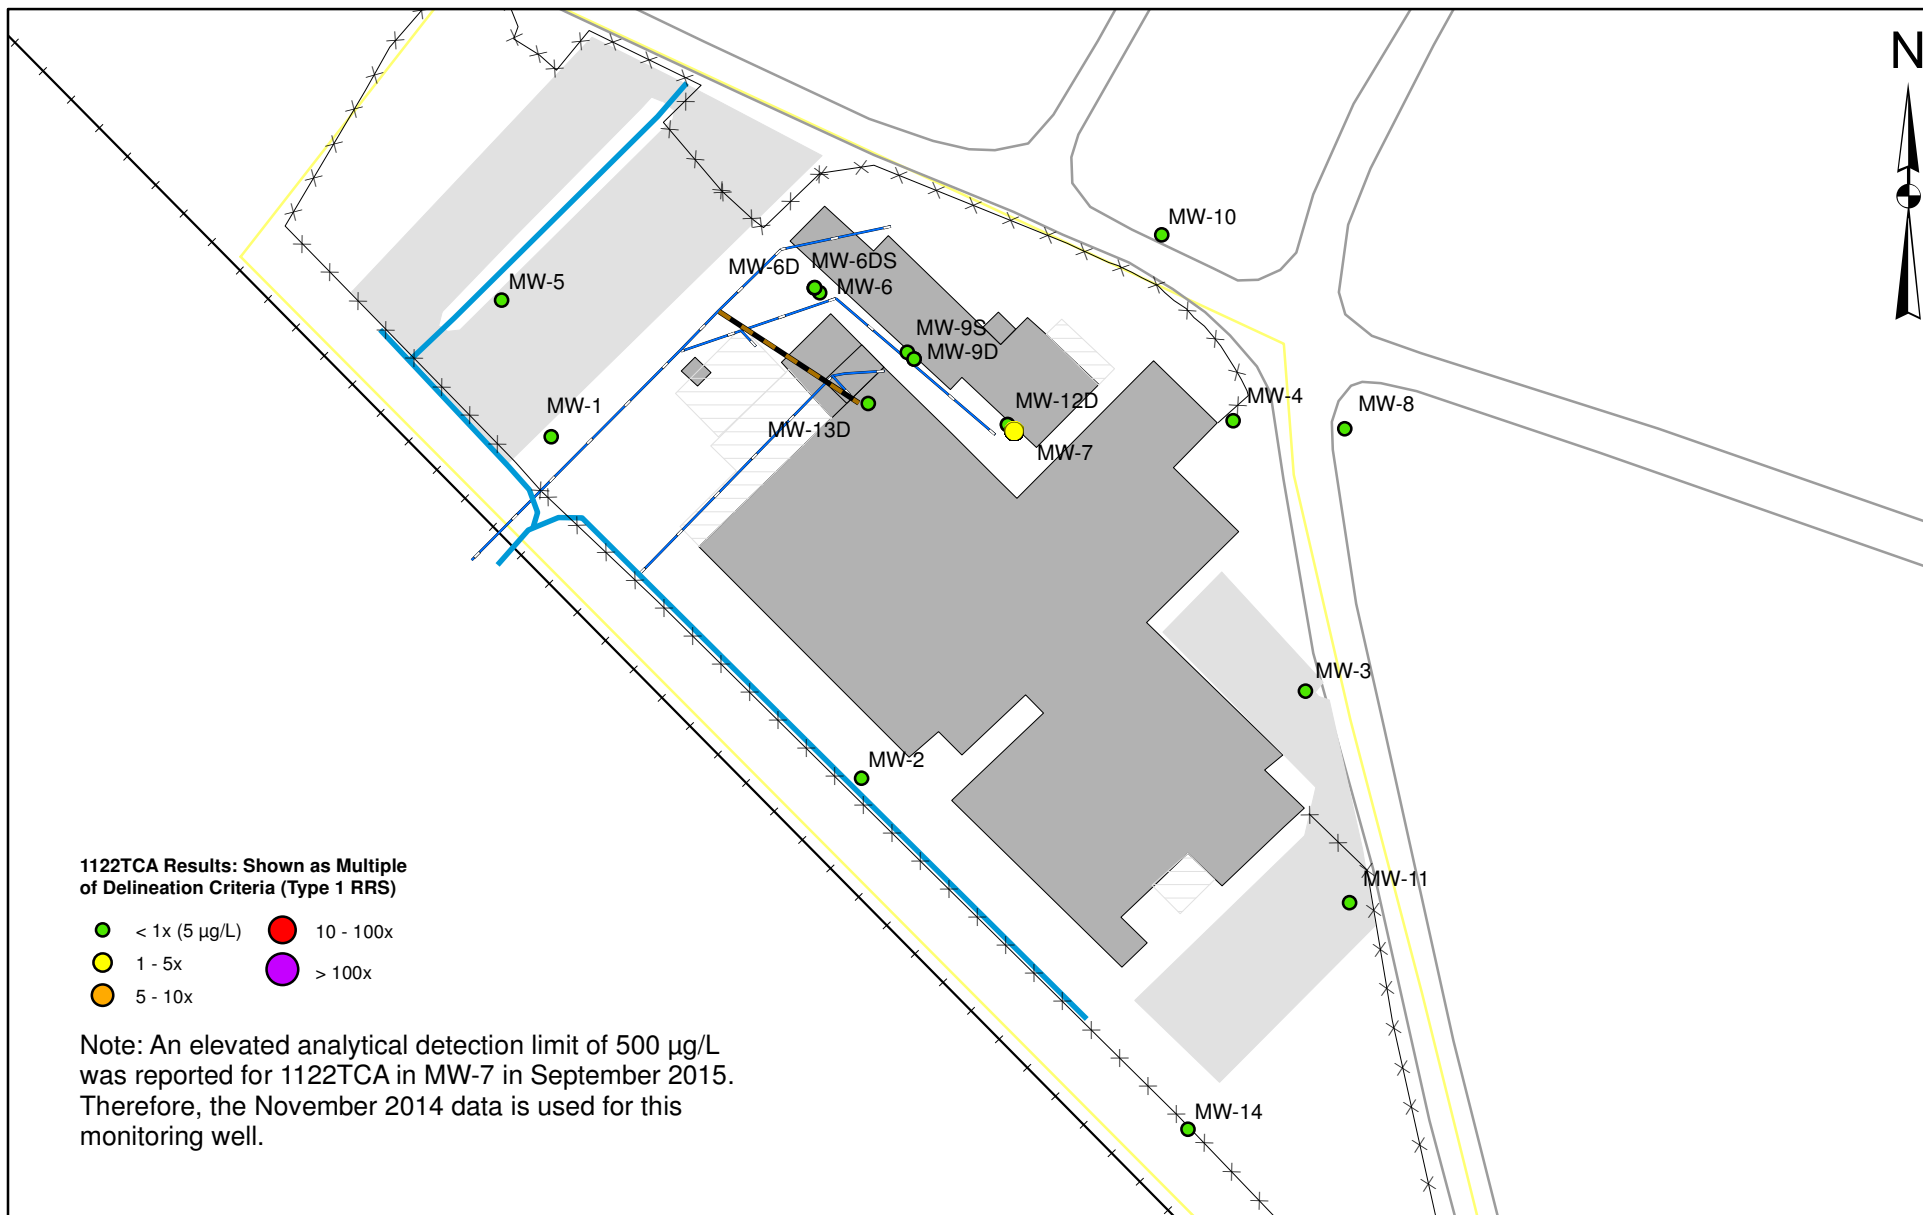 N
MW-10
MW-6D
MW-6DS
MW-5
MW-6
MW-9S
MW-9D
MW-1
MW-12D
MW-4
MW-8
MW-13D
MW-7
MW-3
MW-2
MW-11
1122TCA Results: Shown as Multiple
of Delineation Criteria (Type 1 RRS)
< 1x (5 µg/L)
10 - 100x
1 - 5x
> 100x
5 - 10x
Note: An elevated analytical detection limit of 500 µg/L
was reported for 1122TCA in MW-7 in September 2015.
Therefore, the November 2014 data is used for this
monitoring well.
MW-14